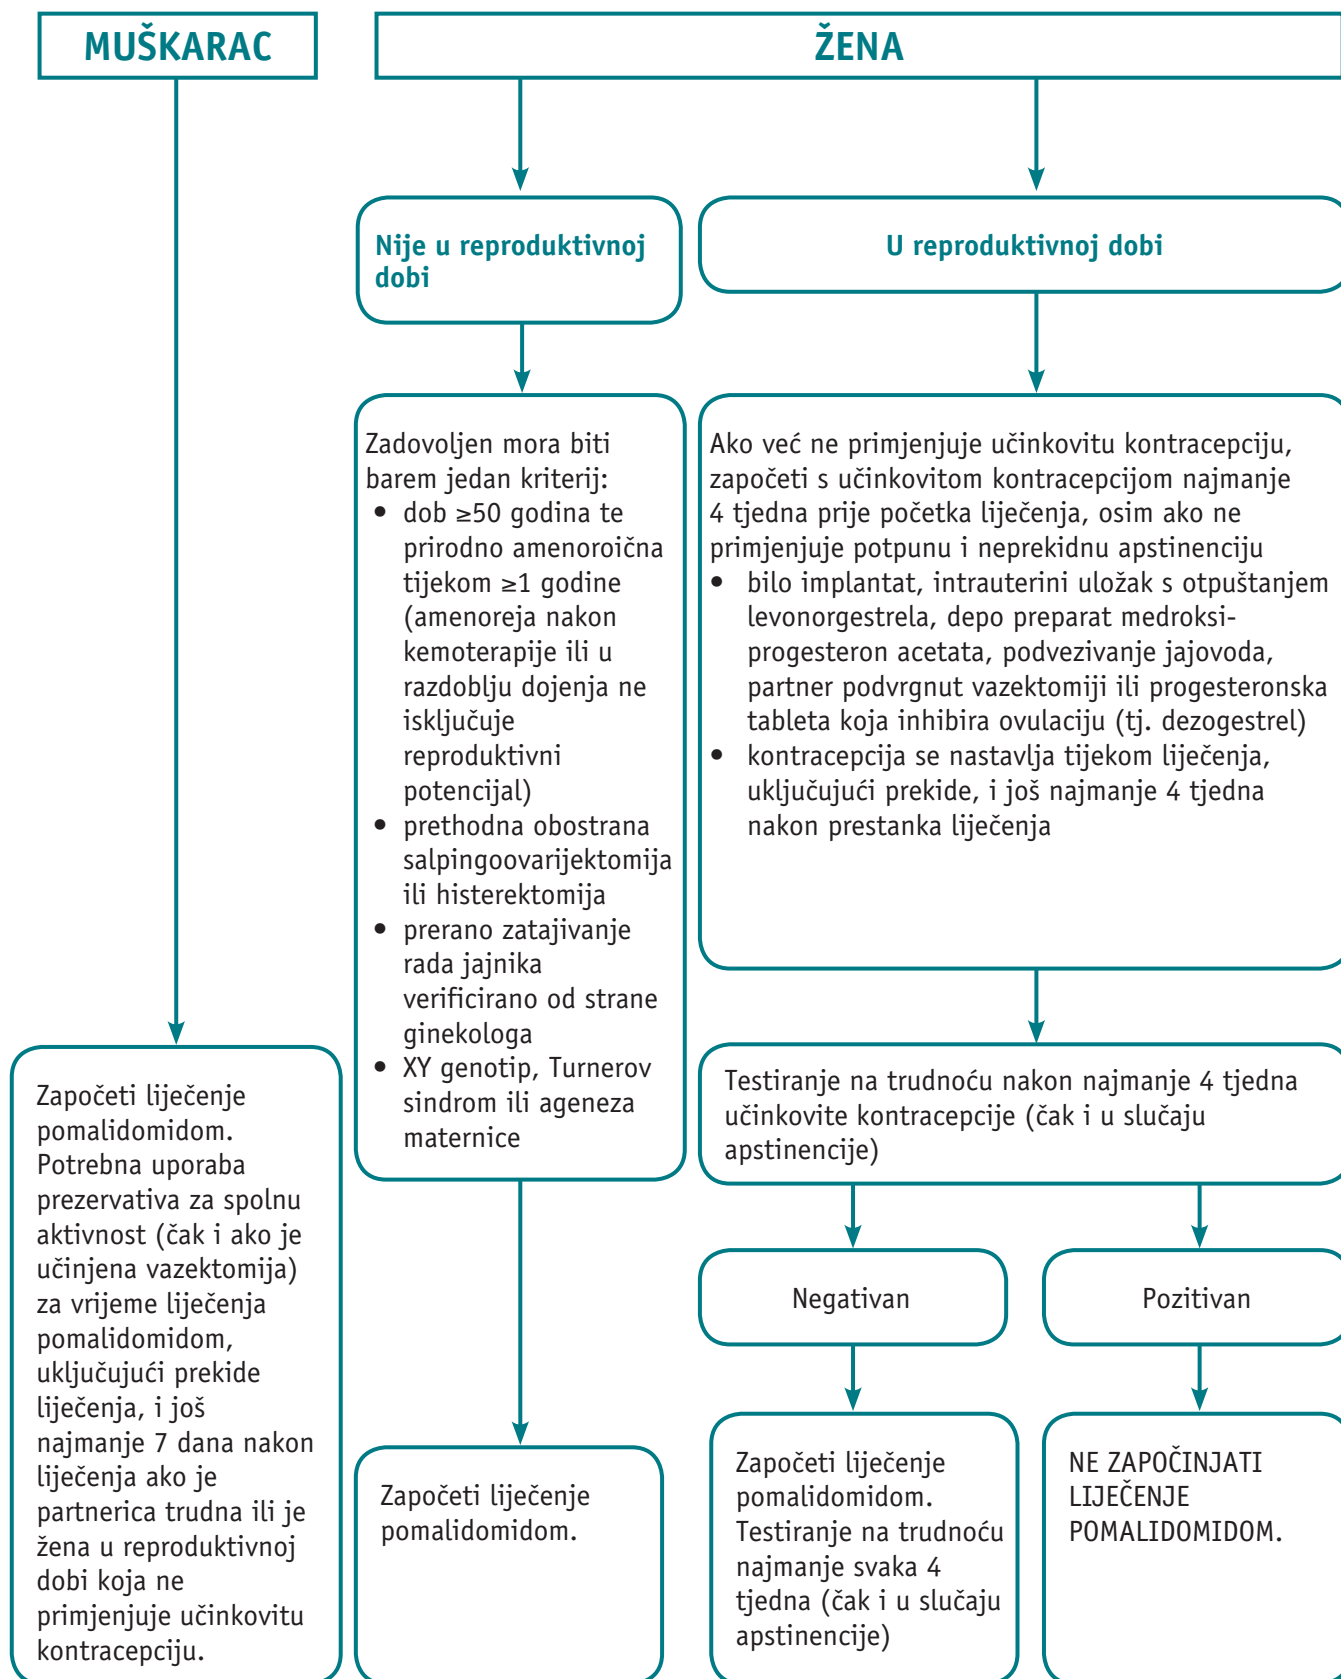 MUŠKARAC
ŽENA
Nije u reproduktivnoj
dobi
U reproduktivnoj dobi
Zadovoljen mora biti
barem jedan kriterij:
• dob ≥50 godina te
prirodno amenoroična
tijekom ≥1 godine
(amenoreja nakon
kemoterapije ili u
razdoblju dojenja ne
isključuje
reproduktivni
potencijal)
• prethodna obostrana
salpingoovarijektomija
ili histerektomija
• prerano zatajivanje
rada jajnika
verificirano od strane
ginekologa
• XY genotip, Turnerov
sindrom ili ageneza
maternice
Ako već ne primjenjuje učinkovitu kontracepciju,
započeti s učinkovitom kontracepcijom najmanje
4 tjedna prije početka liječenja, osim ako ne
primjenjuje potpunu i neprekidnu apstinenciju
• bilo implantat, intrauterini uložak s otpuštanjem
levonorgestrela, depo preparat medroksi-
progesteron acetata, podvezivanje jajovoda,
partner podvrgnut vazektomiji ili progesteronska
tableta koja inhibira ovulaciju (tj. dezogestrel)
• kontracepcija se nastavlja tijekom liječenja,
uključujući prekide, i još najmanje 4 tjedna
nakon prestanka liječenja
Testiranje na trudnoću nakon najmanje 4 tjedna
učinkovite kontracepcije (čak i u slučaju
apstinencije)
Negativan
Pozitivan
Započeti liječenje
pomalidomidom.
Potrebna uporaba
prezervativa za spolnu
aktivnost (čak i ako je
učinjena vazektomija)
za vrijeme liječenja
pomalidomidom,
uključujući prekide
liječenja, i još
najmanje 7 dana nakon
liječenja ako je
partnerica trudna ili je
žena u reproduktivnoj
dobi koja ne
primjenjuje učinkovitu
kontracepciju.
Započeti liječenje
pomalidomidom.
Započeti liječenje
pomalidomidom.
Testiranje na trudnoću
najmanje svaka 4
tjedna (čak i u slučaju
apstinencije)
NE ZAPOČINJATI
LIJEČENJE
POMALIDOMIDOM.